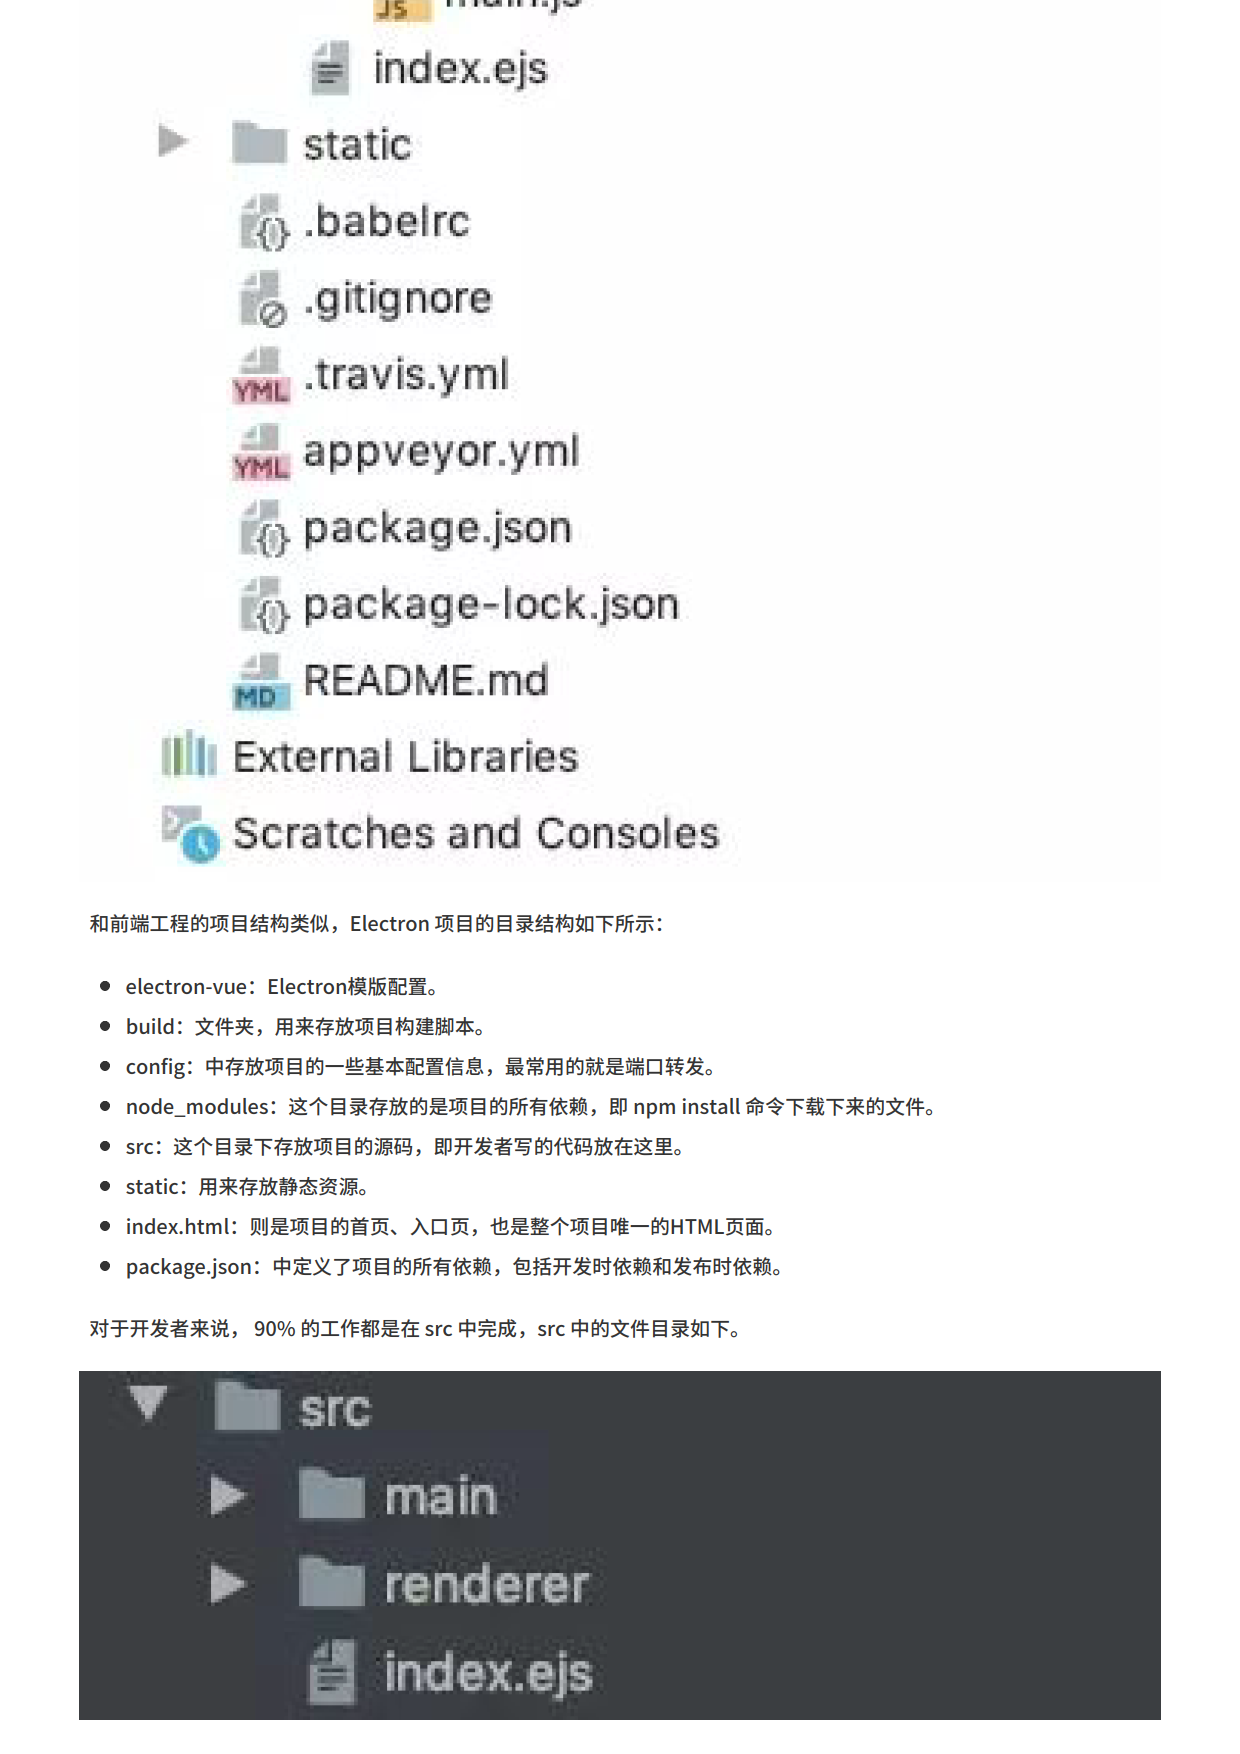 JS main.js
index.ejs
static
.babelrc
.gitignore
YML .travis.yml
YML appveyor.yml
package.json
package-lock.json
MD README.md
External Libraries
Scratches and Consoles
和前端工程的项目结构类似，Electron 项目的目录结构如下所示：
electron-vue：Electron模版配置。
build：文件夹，用来存放项目构建脚本。
config：中存放项目的一些基本配置信息，最常用的就是端口转发。
node_modules：这个目录存放的是项目的所有依赖，即 npm install 命令下载下来的文件。
src：这个目录下存放项目的源码，即开发者写的代码放在这里。
static：用来存放静态资源。
index.html：则是项目的首页、入口页，也是整个项目唯一的HTML页面。
package.json：中定义了项目的所有依赖，包括开发时依赖和发布时依赖。
对于开发者来说， 90% 的工作都是在 src 中完成，src 中的文件目录如下。
src
main
renderer
index.ejs